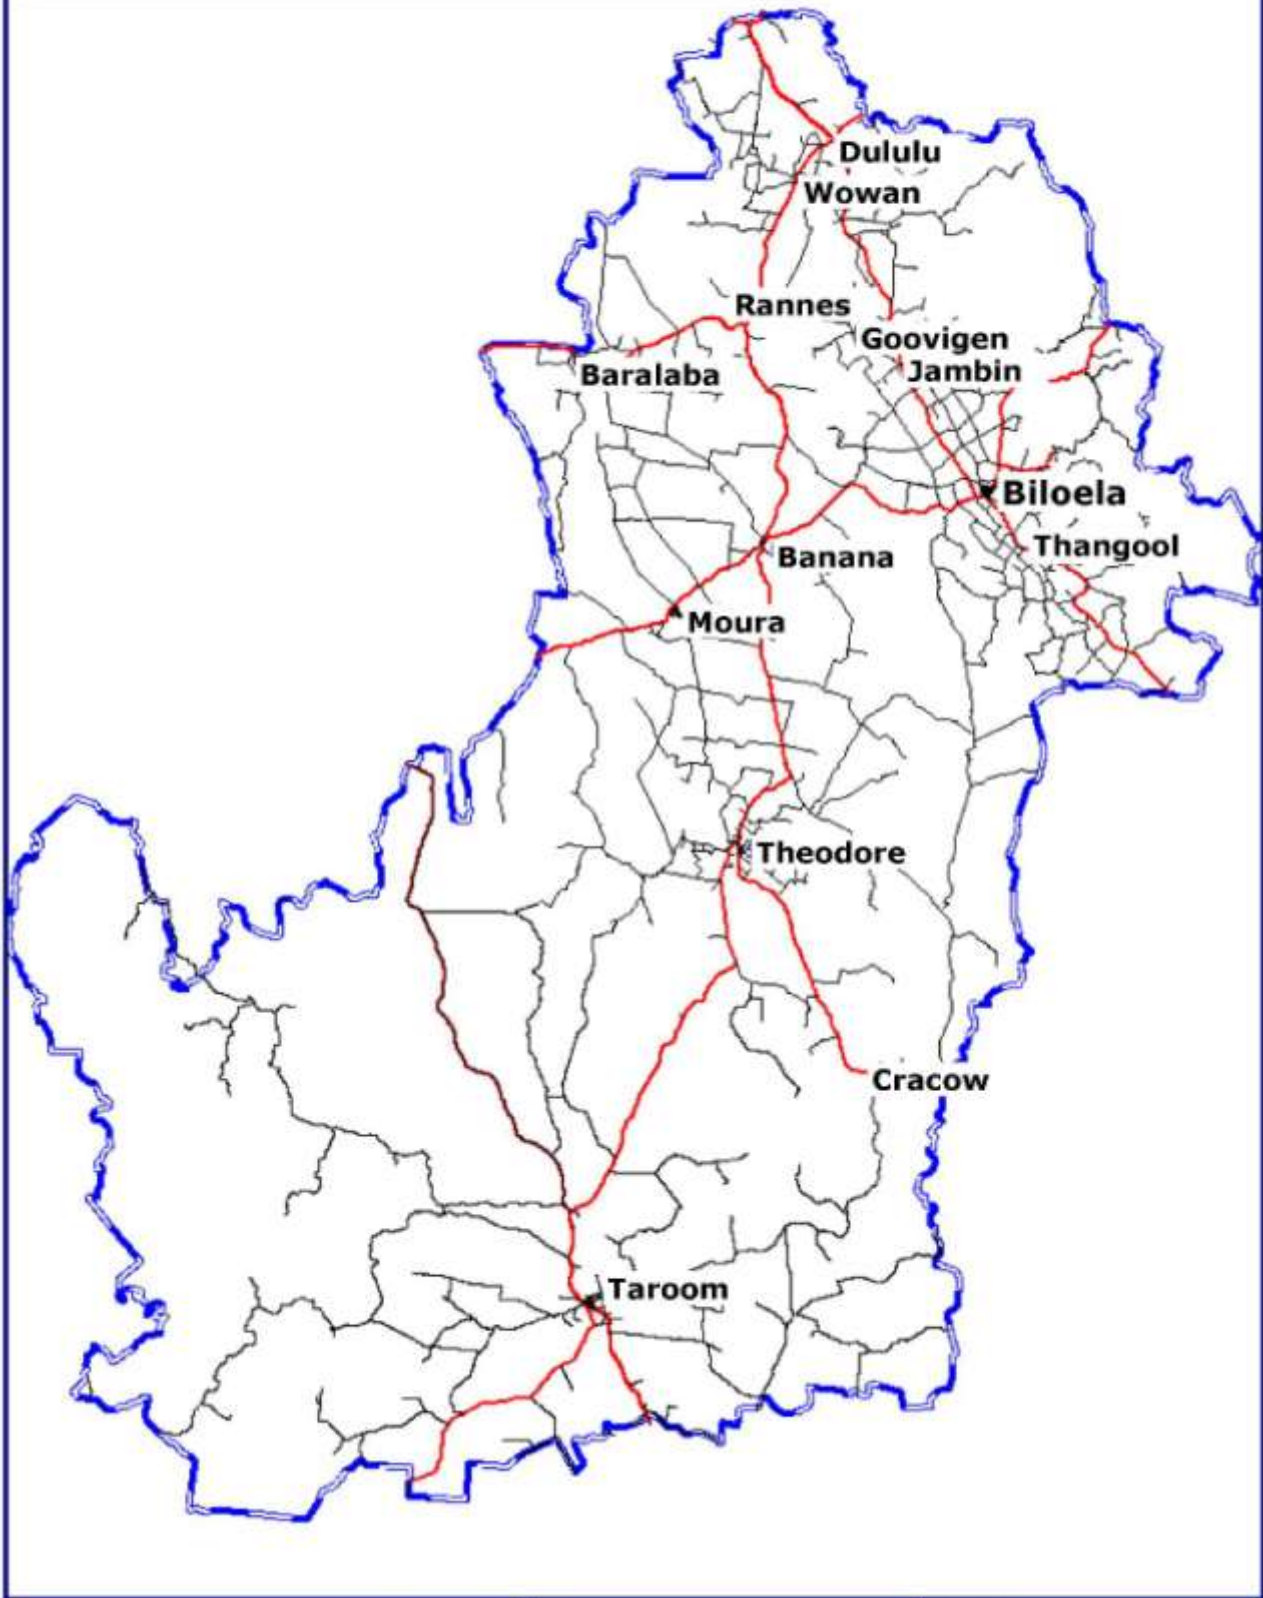 Dululu
Wowan
Rannes
Goovigen
Jambin
Baralaba
Biloela
Thangool
Banana
Moura
Theodore
Cracow
Taroom